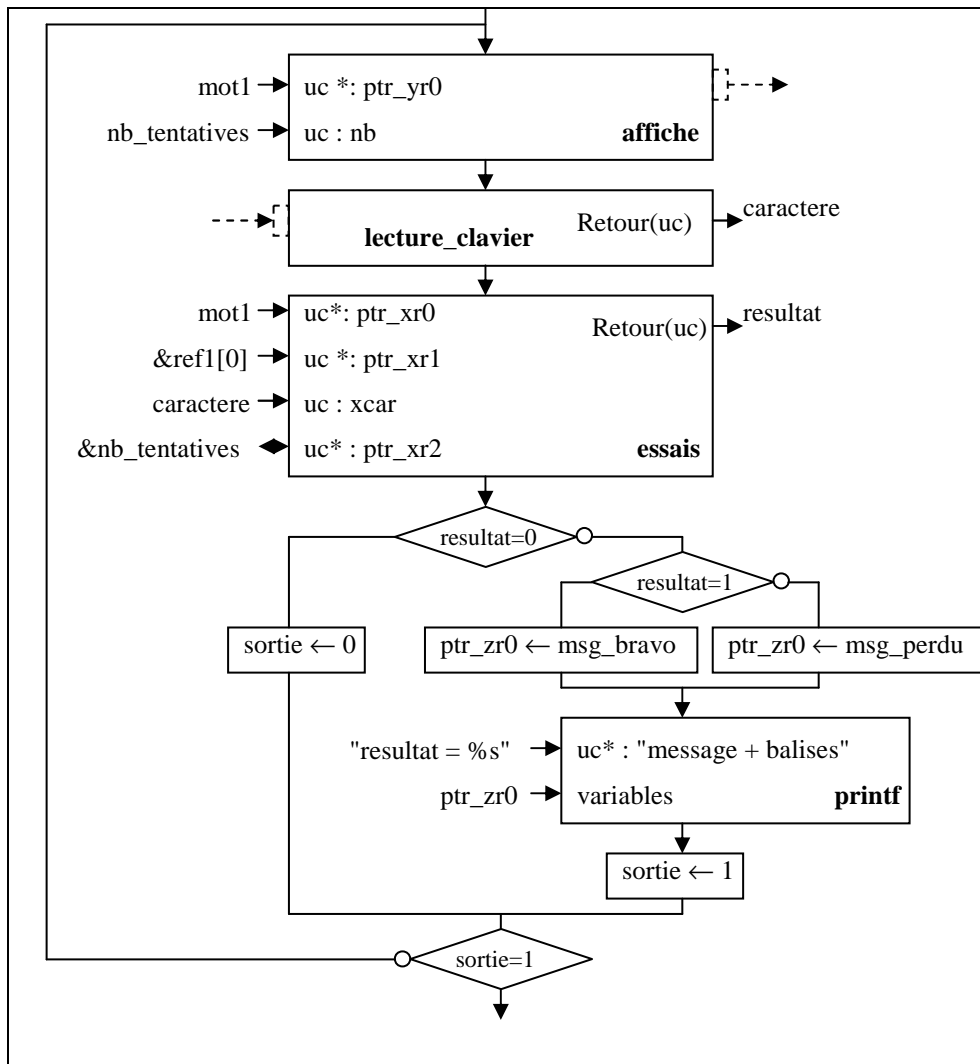 mot1
uc *: ptr_yr0
nb_tentatives
uc : nb
affiche
Retour(uc)
caractere
lecture_clavier
mot1
uc*: ptr_xr0
Retour(uc)
resultat
&ref1[0]
uc *: ptr_xr1
caractere
uc : xcar
&nb_tentatives
uc* : ptr_xr2
essais
resultat=0
resultat=1
sortie ← 0
ptr_zr0 ← msg_bravo
ptr_zr0 ← msg_perdu
"resultat = %s"
uc* : "message + balises"
ptr_zr0
variables
printf
sortie ← 1
sortie=1